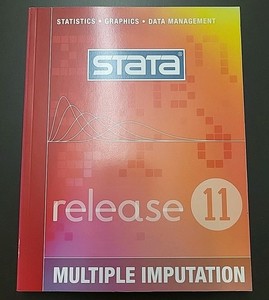 STATISTICS • GRAPHICS • DATA MANAGEMENT
STATA®
release 11
MULTIPLE IMPUTATION